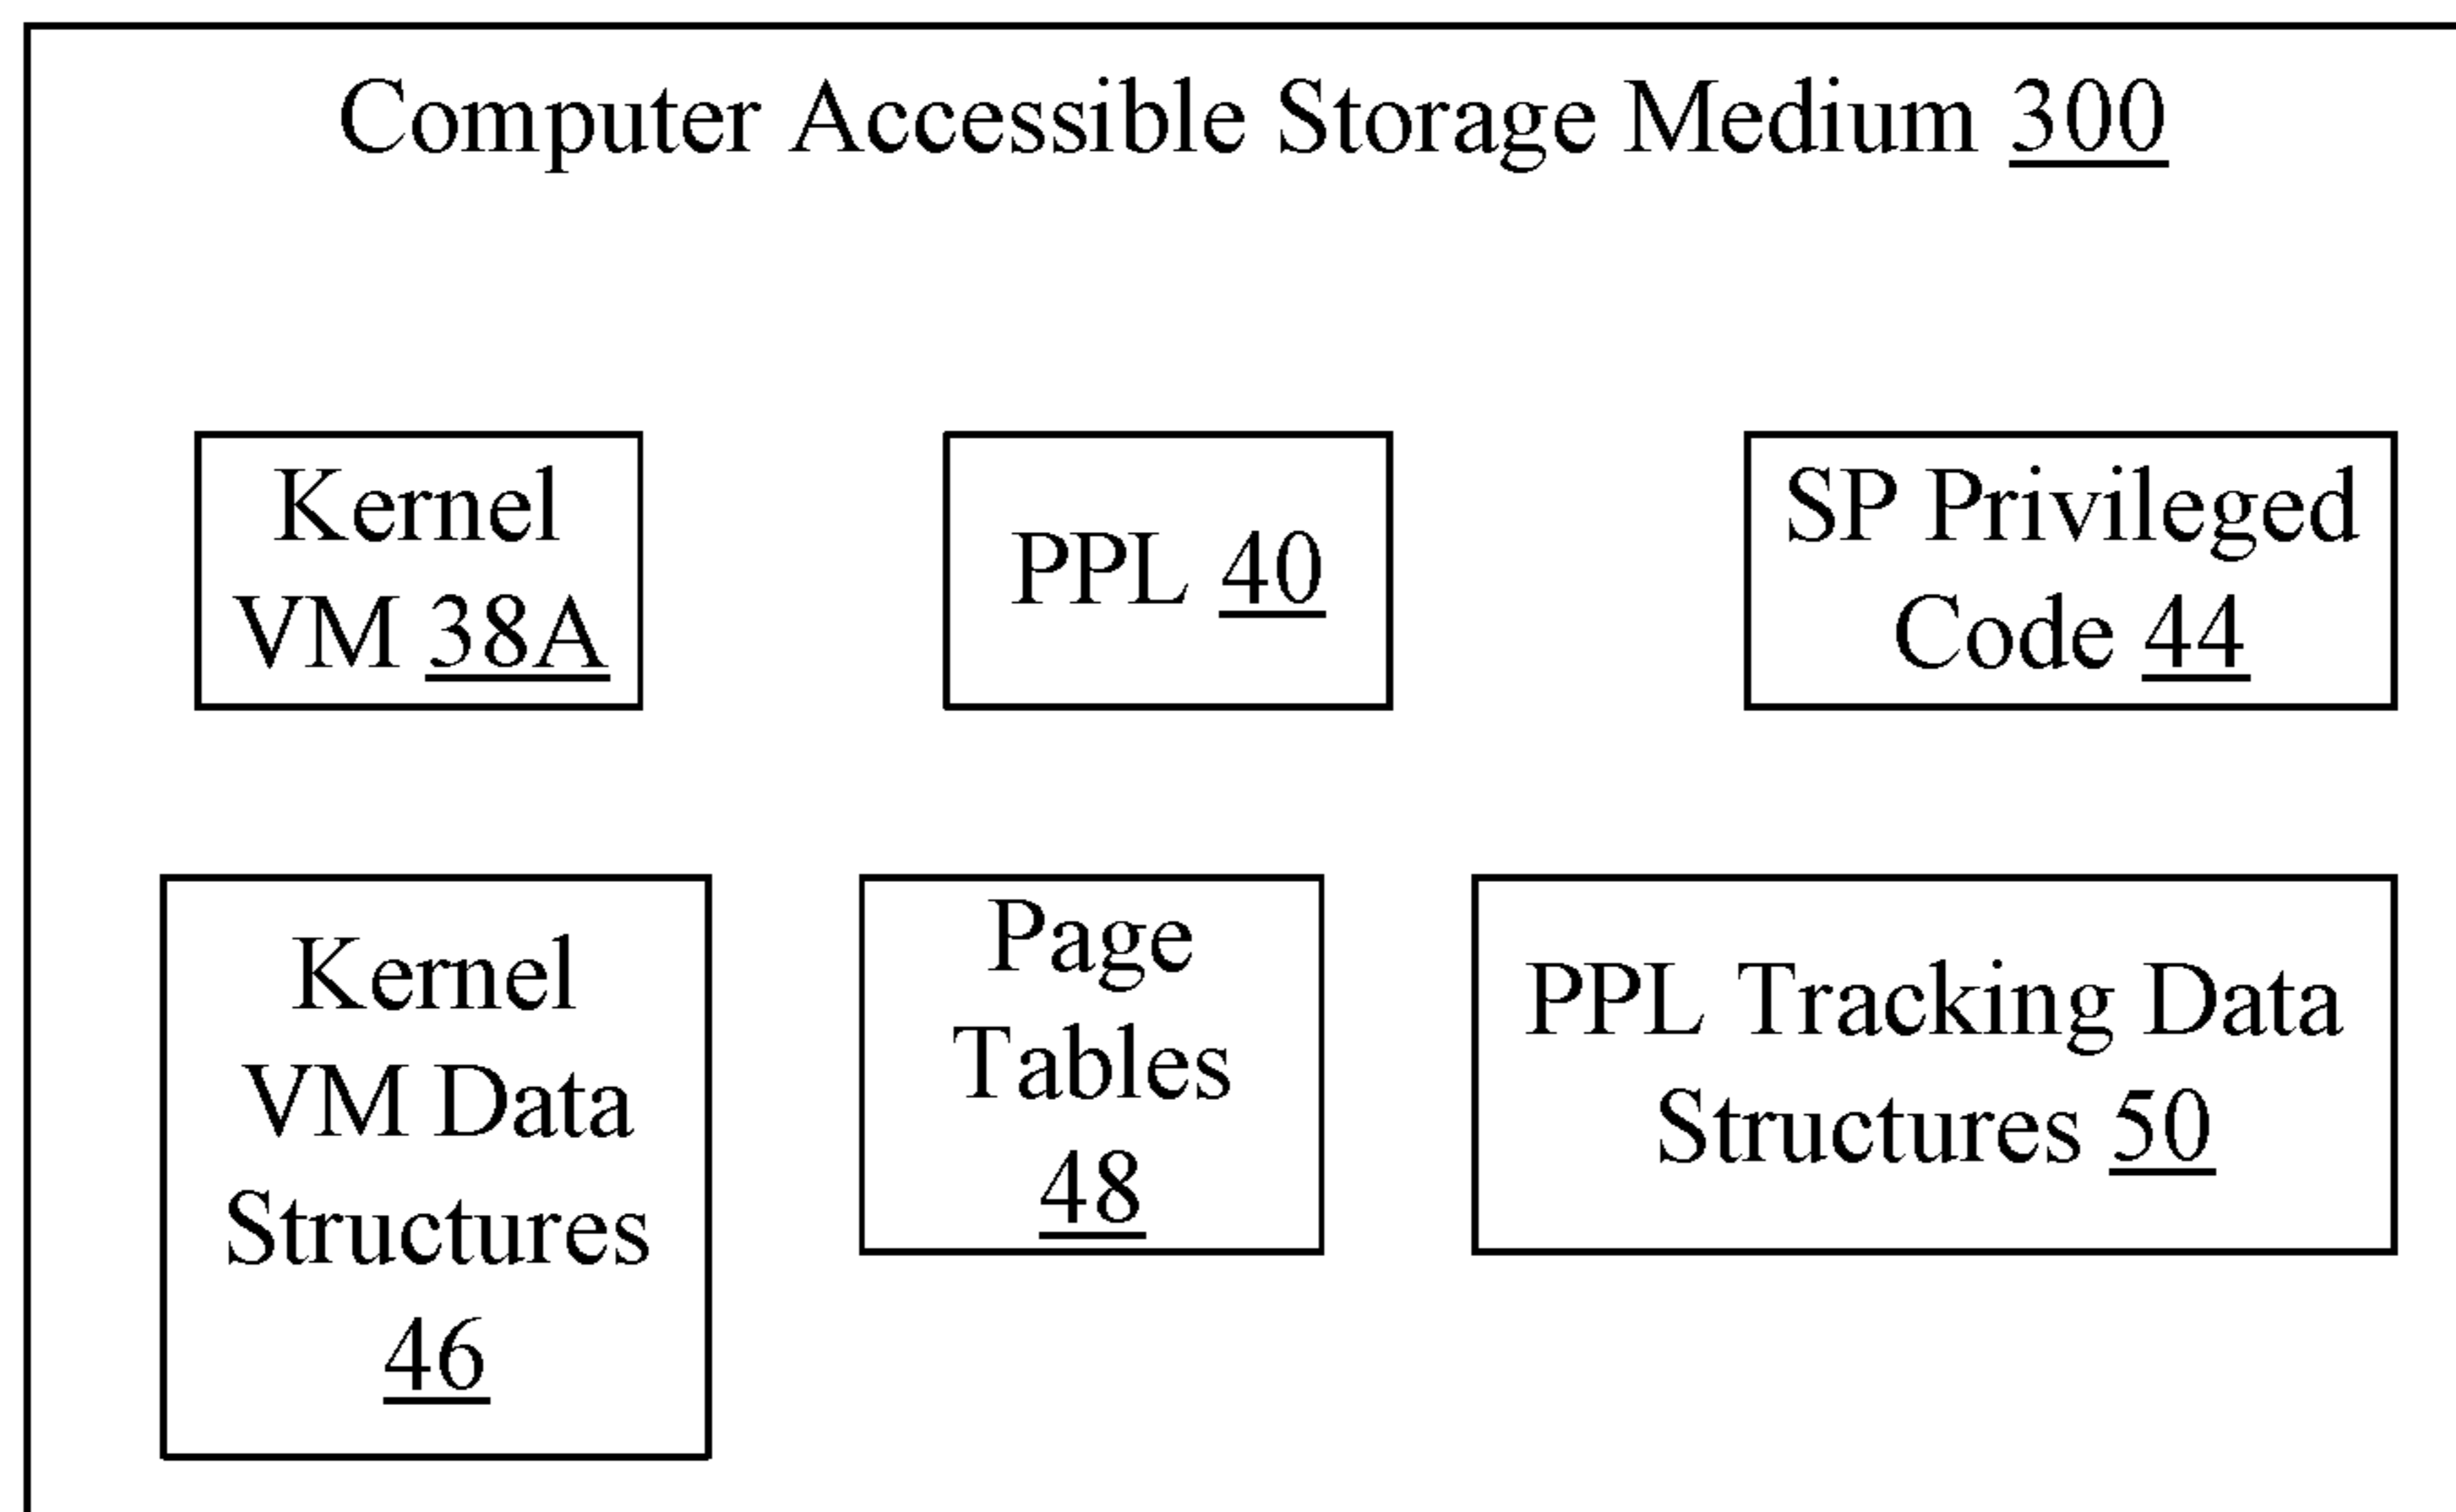 Computer Accessible Storage Medium 300
Kernel
VM 38A
PPL 40
SP Privileged
Code 44
Kernel
VM Data
Structures
46
Page
Tables
48
PPL Tracking Data
Structures 50